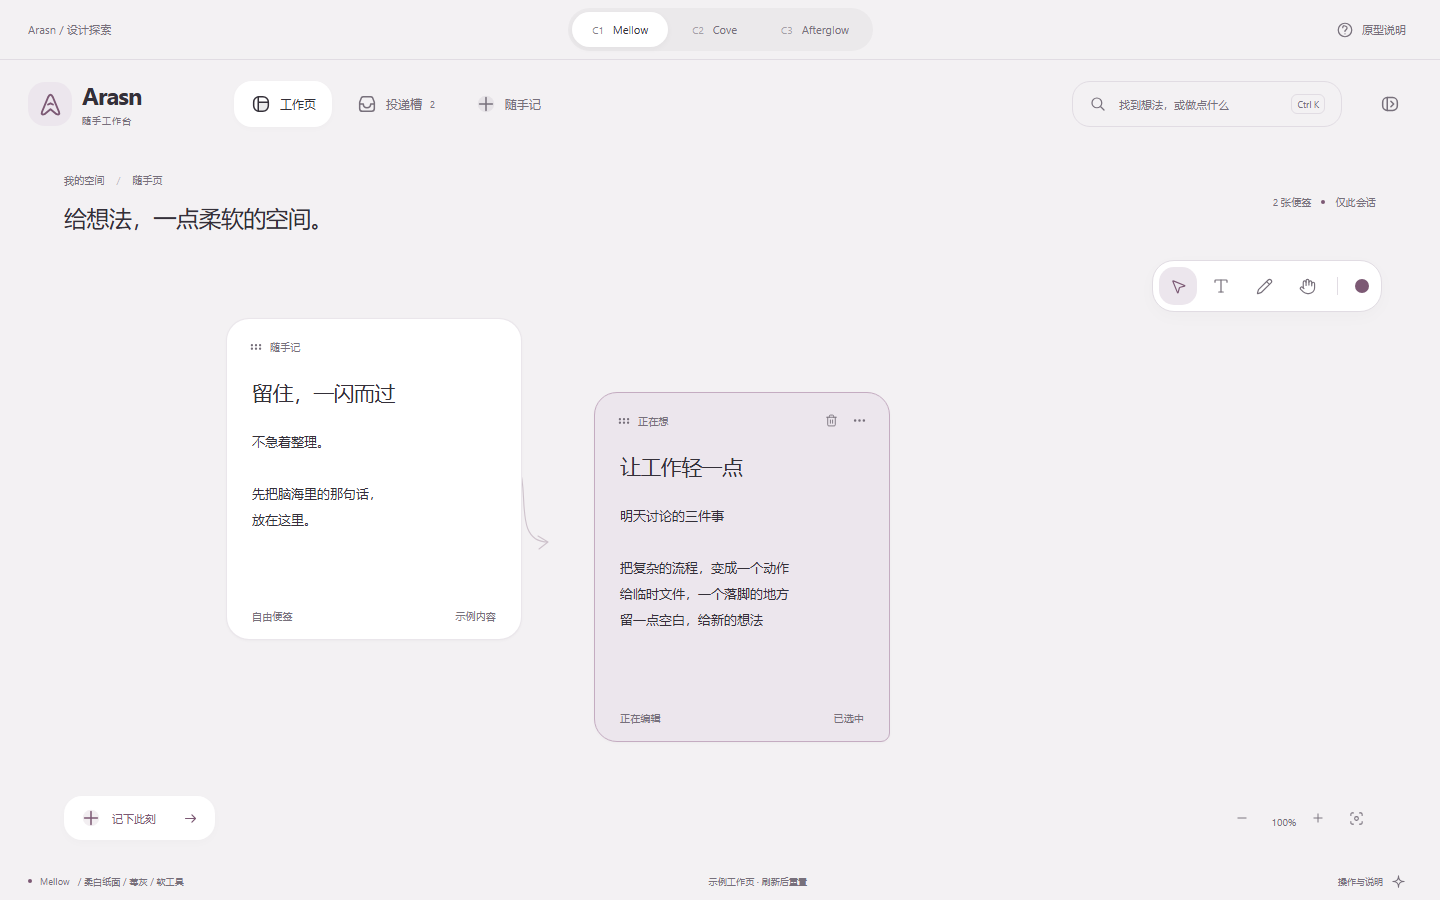 Arasn / 设计探索
C1 Mellow
C2 Cove
C3 Afterglow
原型说明
Arasn
随手工作台
工作页
投递槽 2
随手记
找到想法，或做点什么
Ctrl K
我的空间 / 随手页
给想法，一点柔软的空间。
2 张便签 • 仅此会话
随手记
留住，一闪而过
不急着整理。
先把脑海里的那句话，
放在这里。
自由便签
示例内容
正在想
让工作轻一点
明天讨论的三件事
把复杂的流程，变成一个动作
给临时文件，一个落脚的地方
留一点空白，给新的想法
正在编辑
已选中
记下此刻
100%
Mellow / 柔白纸面 / 莓灰 / 软工具
示例工作页 · 刷新后重置
操作与说明